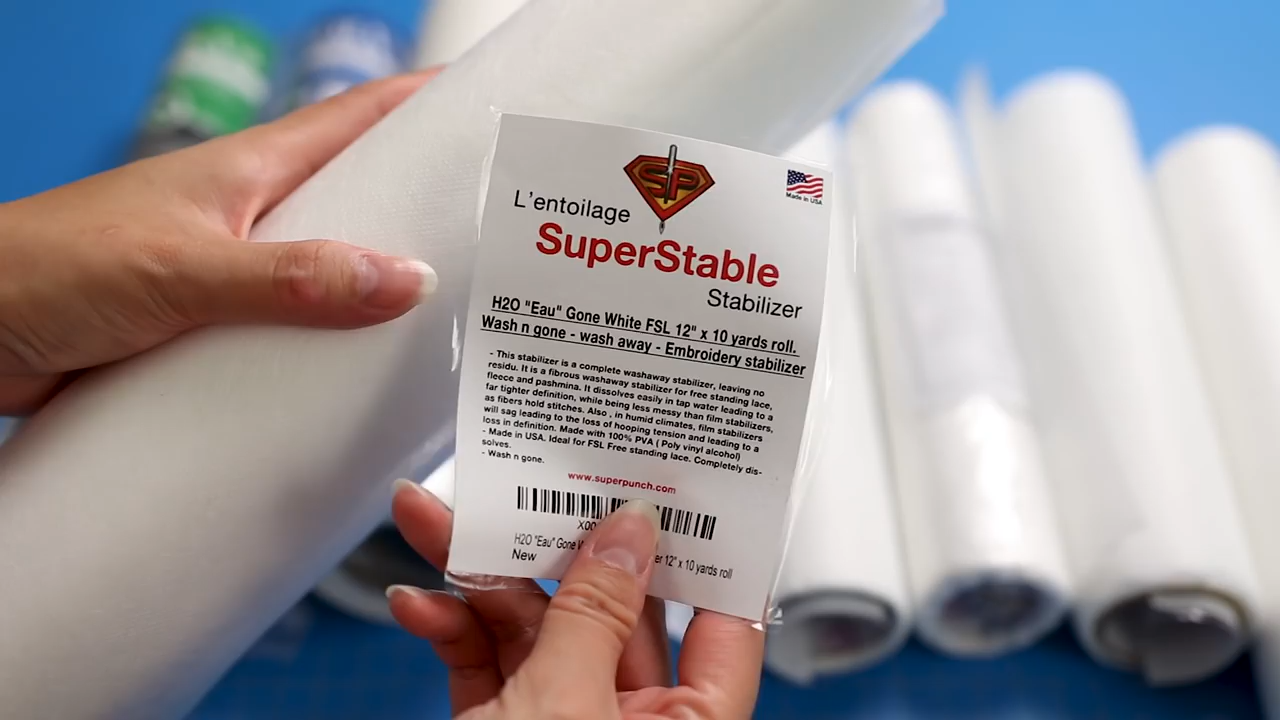 SP
Made in USA
L'entoilage
SuperStable
Stabilizer
H2O "Eau" Gone White FSL 12" x 10 yards roll.
Wash n gone - wash away - Embroidery stabilizer
- This stabilizer is a complete washaway stabilizer, leaving no
residu. It is a fibrous washaway stabilizer for free standing lace,
fleece and pashmina. It dissolves easily in tap water leading to a
far tighter definition, while being less messy than film stabilizers,
as fibers hold stitches. Also , in humid climates, film stabilizers
will sag leading to the loss of hooping tension and leading to a
loss in definition. Made with 100% PVA ( Poly vinyl alcohol)
- Made in USA. Ideal for FSL Free standing lace. Completely dis-
solves.
- Wash n gone.
www.superpunch.com
X00
H2O "Eau" Gone W er 12" x 10 yards roll
New